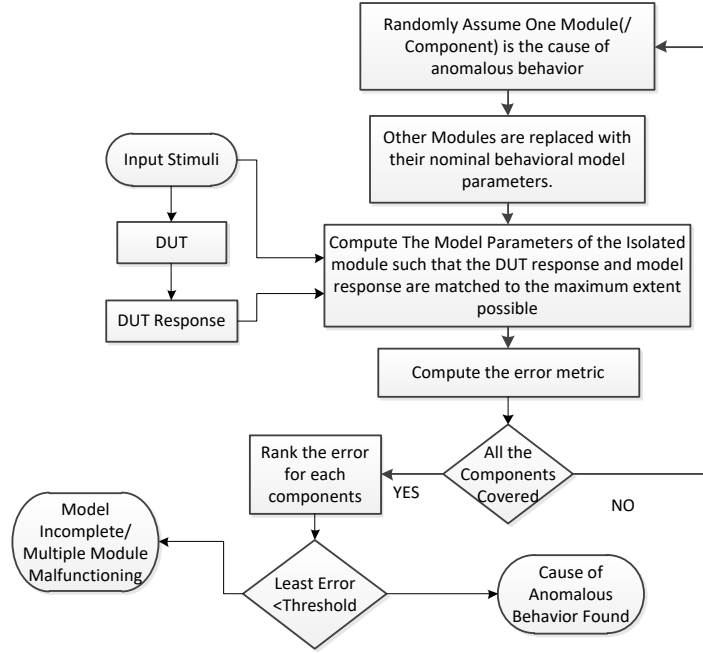 Randomly Assume One Module(/
Component) is the cause of
anomalous behavior
Other Modules are replaced with
their nominal behavioral model
parameters.
Input Stimuli
DUT
DUT Response
Compute The Model Parameters of the Isolated
module such that the DUT response and model
response are matched to the maximum extent
possible
Compute the error metric
All the
Components
Covered
YES
NO
Rank the error
for each
components
Least Error
<Threshold
Model
Incomplete/
Multiple Module
Malfunctioning
Cause of
Anomalous
Behavior Found